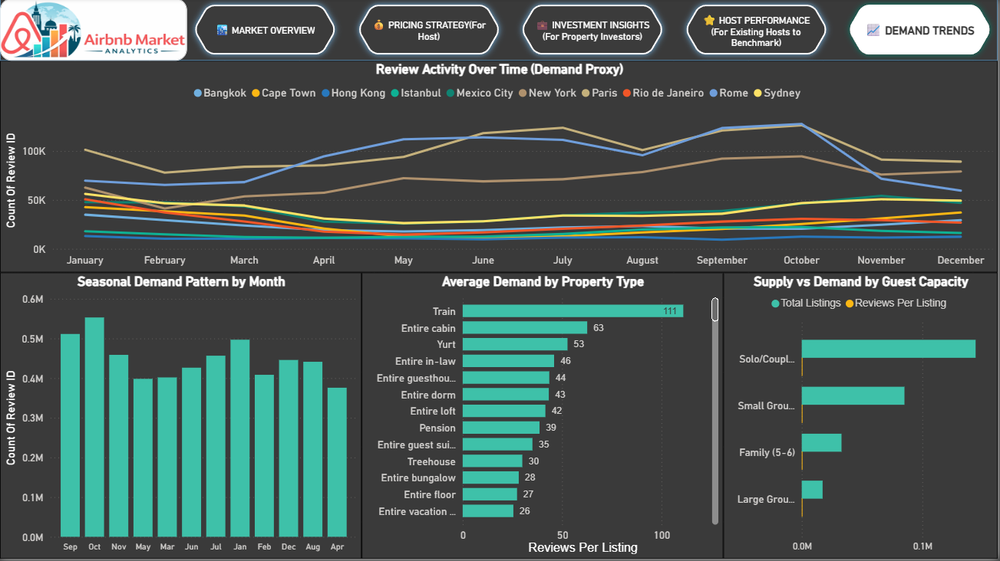 Airbnb Market
ANALYTICS
MARKET OVERVIEW
PRICING STRATEGY(For
Host)
INVESTMENT INSIGHTS
(For Property Investors)
HOST PERFORMANCE
(For Existing Hosts to
Benchmark)
DEMAND TRENDS
Review Activity Over Time (Demand Proxy)
Bangkok Cape Town Hong Kong Istanbul Mexico City New York Paris Rio de Janeiro Rome Sydney
Count Of Review ID
100K
50K
0K
January February March April May June July August September October November December
Seasonal Demand Pattern by Month
Count Of Review ID
0.6M
0.5M
0.4M
0.3M
0.2M
0.1M
0.0M
Sep Oct Nov May Mar Jun Jul Jan Feb Dec Aug Apr
Average Demand by Property Type
Train 111
Entire cabin 63
Yurt 53
Entire in-law 46
Entire guesthou... 44
Entire dorm 43
Entire loft 42
Pension 39
Entire guest sui... 35
Treehouse 30
Entire bungalow 28
Entire floor 27
Entire vacation ... 26
0 50 100
Reviews Per Listing
Supply vs Demand by Guest Capacity
Total Listings Reviews Per Listing
Solo/Coupl...
Small Grou...
Family (5-6)
Large Grou...
0.0M 0.1M